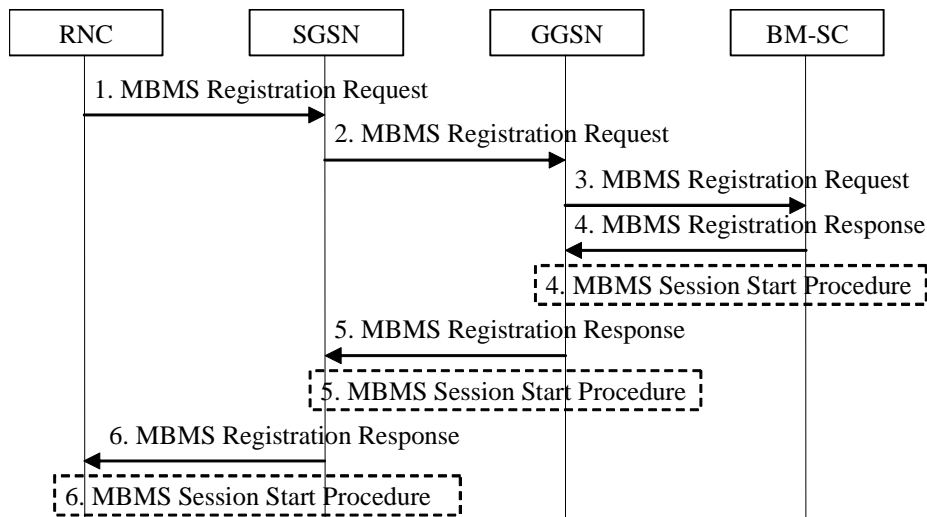 RNC
SGSN
GGSN
BM-SC
1. MBMS Registration Request
2. MBMS Registration Request
3. MBMS Registration Request
4. MBMS Registration Response
4. MBMS Session Start Procedure
5. MBMS Registration Response
5. MBMS Session Start Procedure
6. MBMS Registration Response
6. MBMS Session Start Procedure